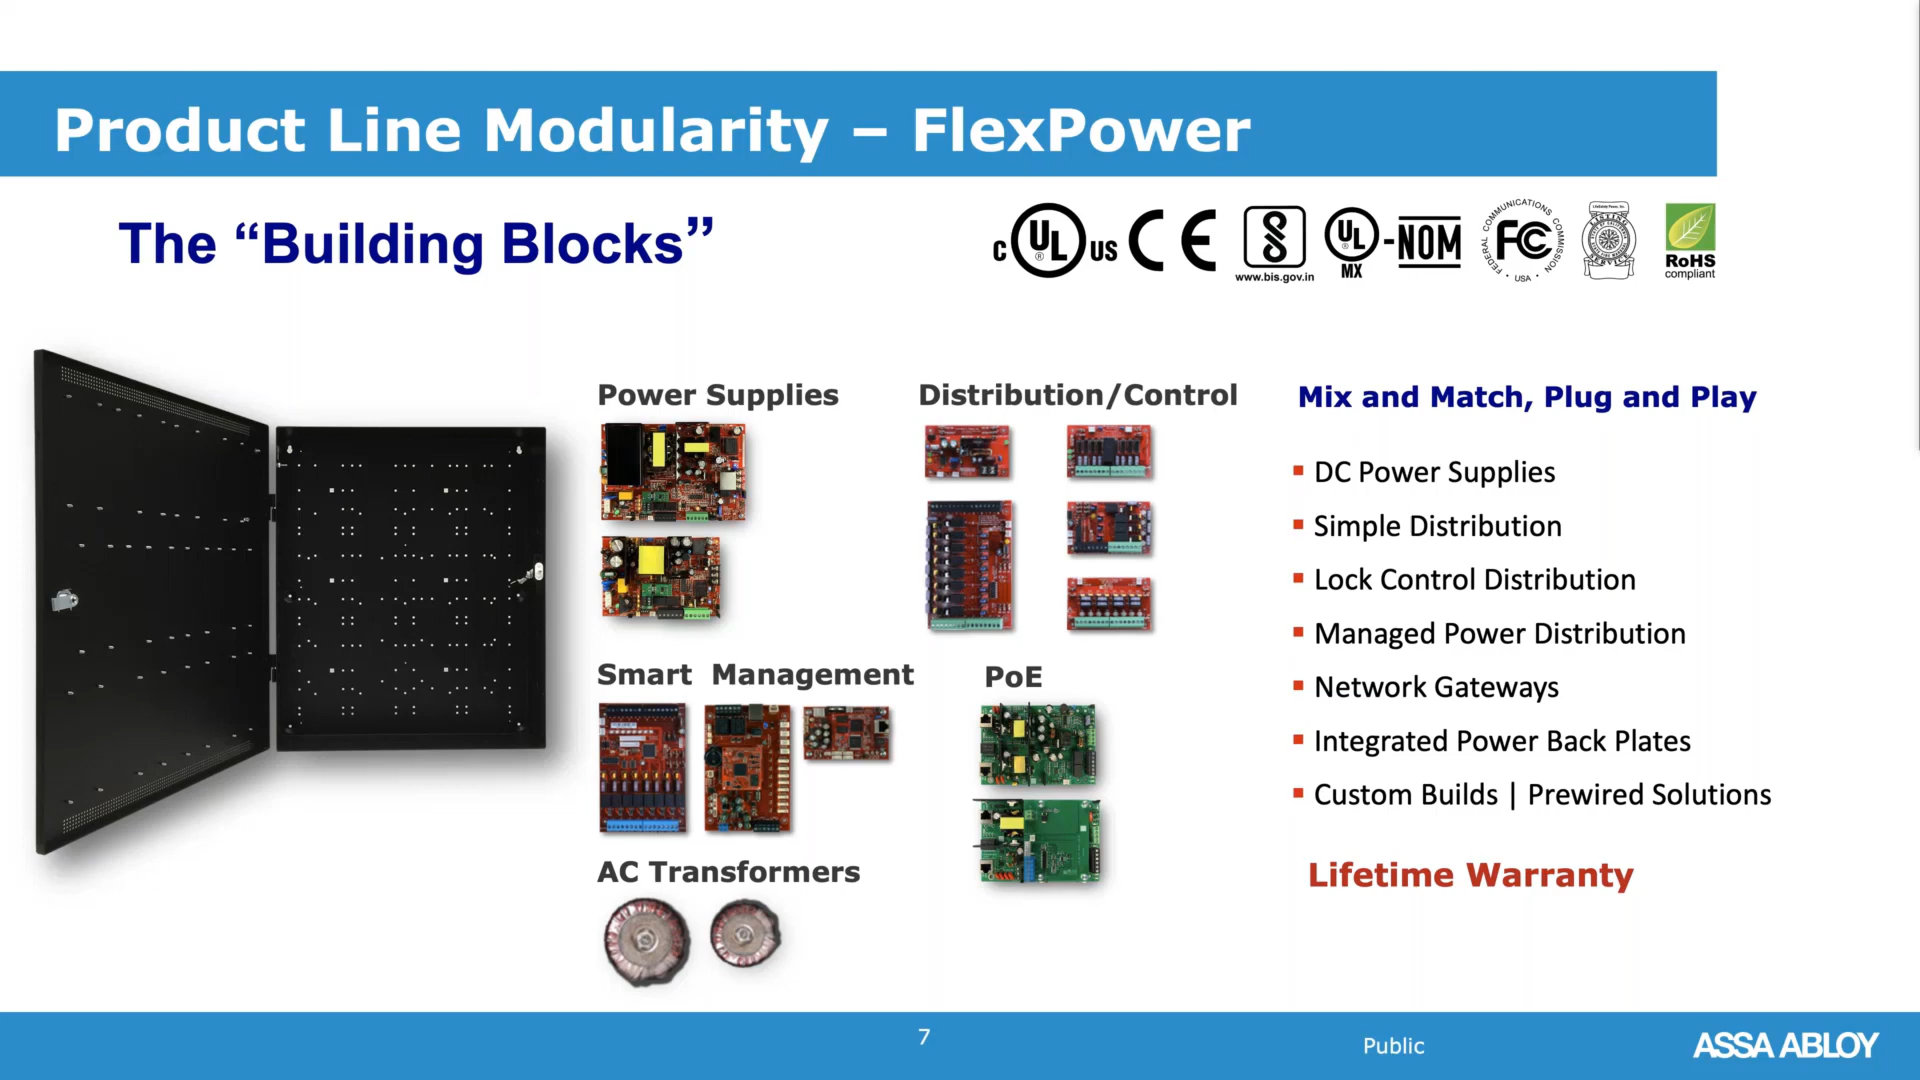 Product Line Modularity – FlexPower
The “Building Blocks”
c UL ® US CE
www.bis.gov.in
UL ® MX -NOM
FEDERAL COMMUNICATIONS COMMISSION • USA •
FC
RoHS
compliant
Power Supplies
Distribution/Control
Mix and Match, Plug and Play
▪ DC Power Supplies
▪ Simple Distribution
▪ Lock Control Distribution
▪ Managed Power Distribution
▪ Network Gateways
▪ Integrated Power Back Plates
▪ Custom Builds | Prewired Solutions
Smart Management
PoE
AC Transformers
Lifetime Warranty
7
Public
ASSA ABLOY